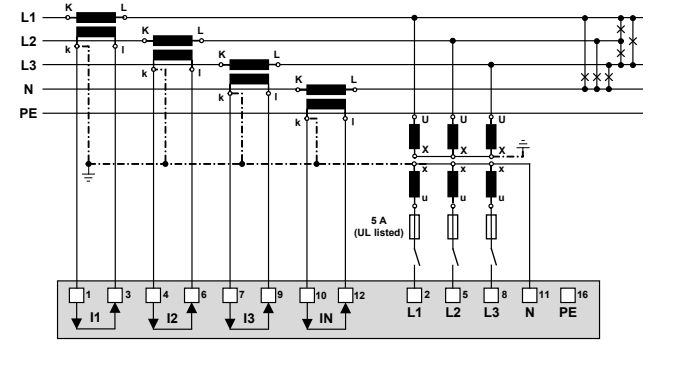 L1 K L
L2 K L
L3 K L
N K L
PE
k l
k l
k l
k l
U U U
X X X
x x x
u u u
5 A
(UL listed)
1 3 4 6 7 9 10 12 2 5 8 11 16
I1 I2 I3 IN L1 L2 L3 N PE